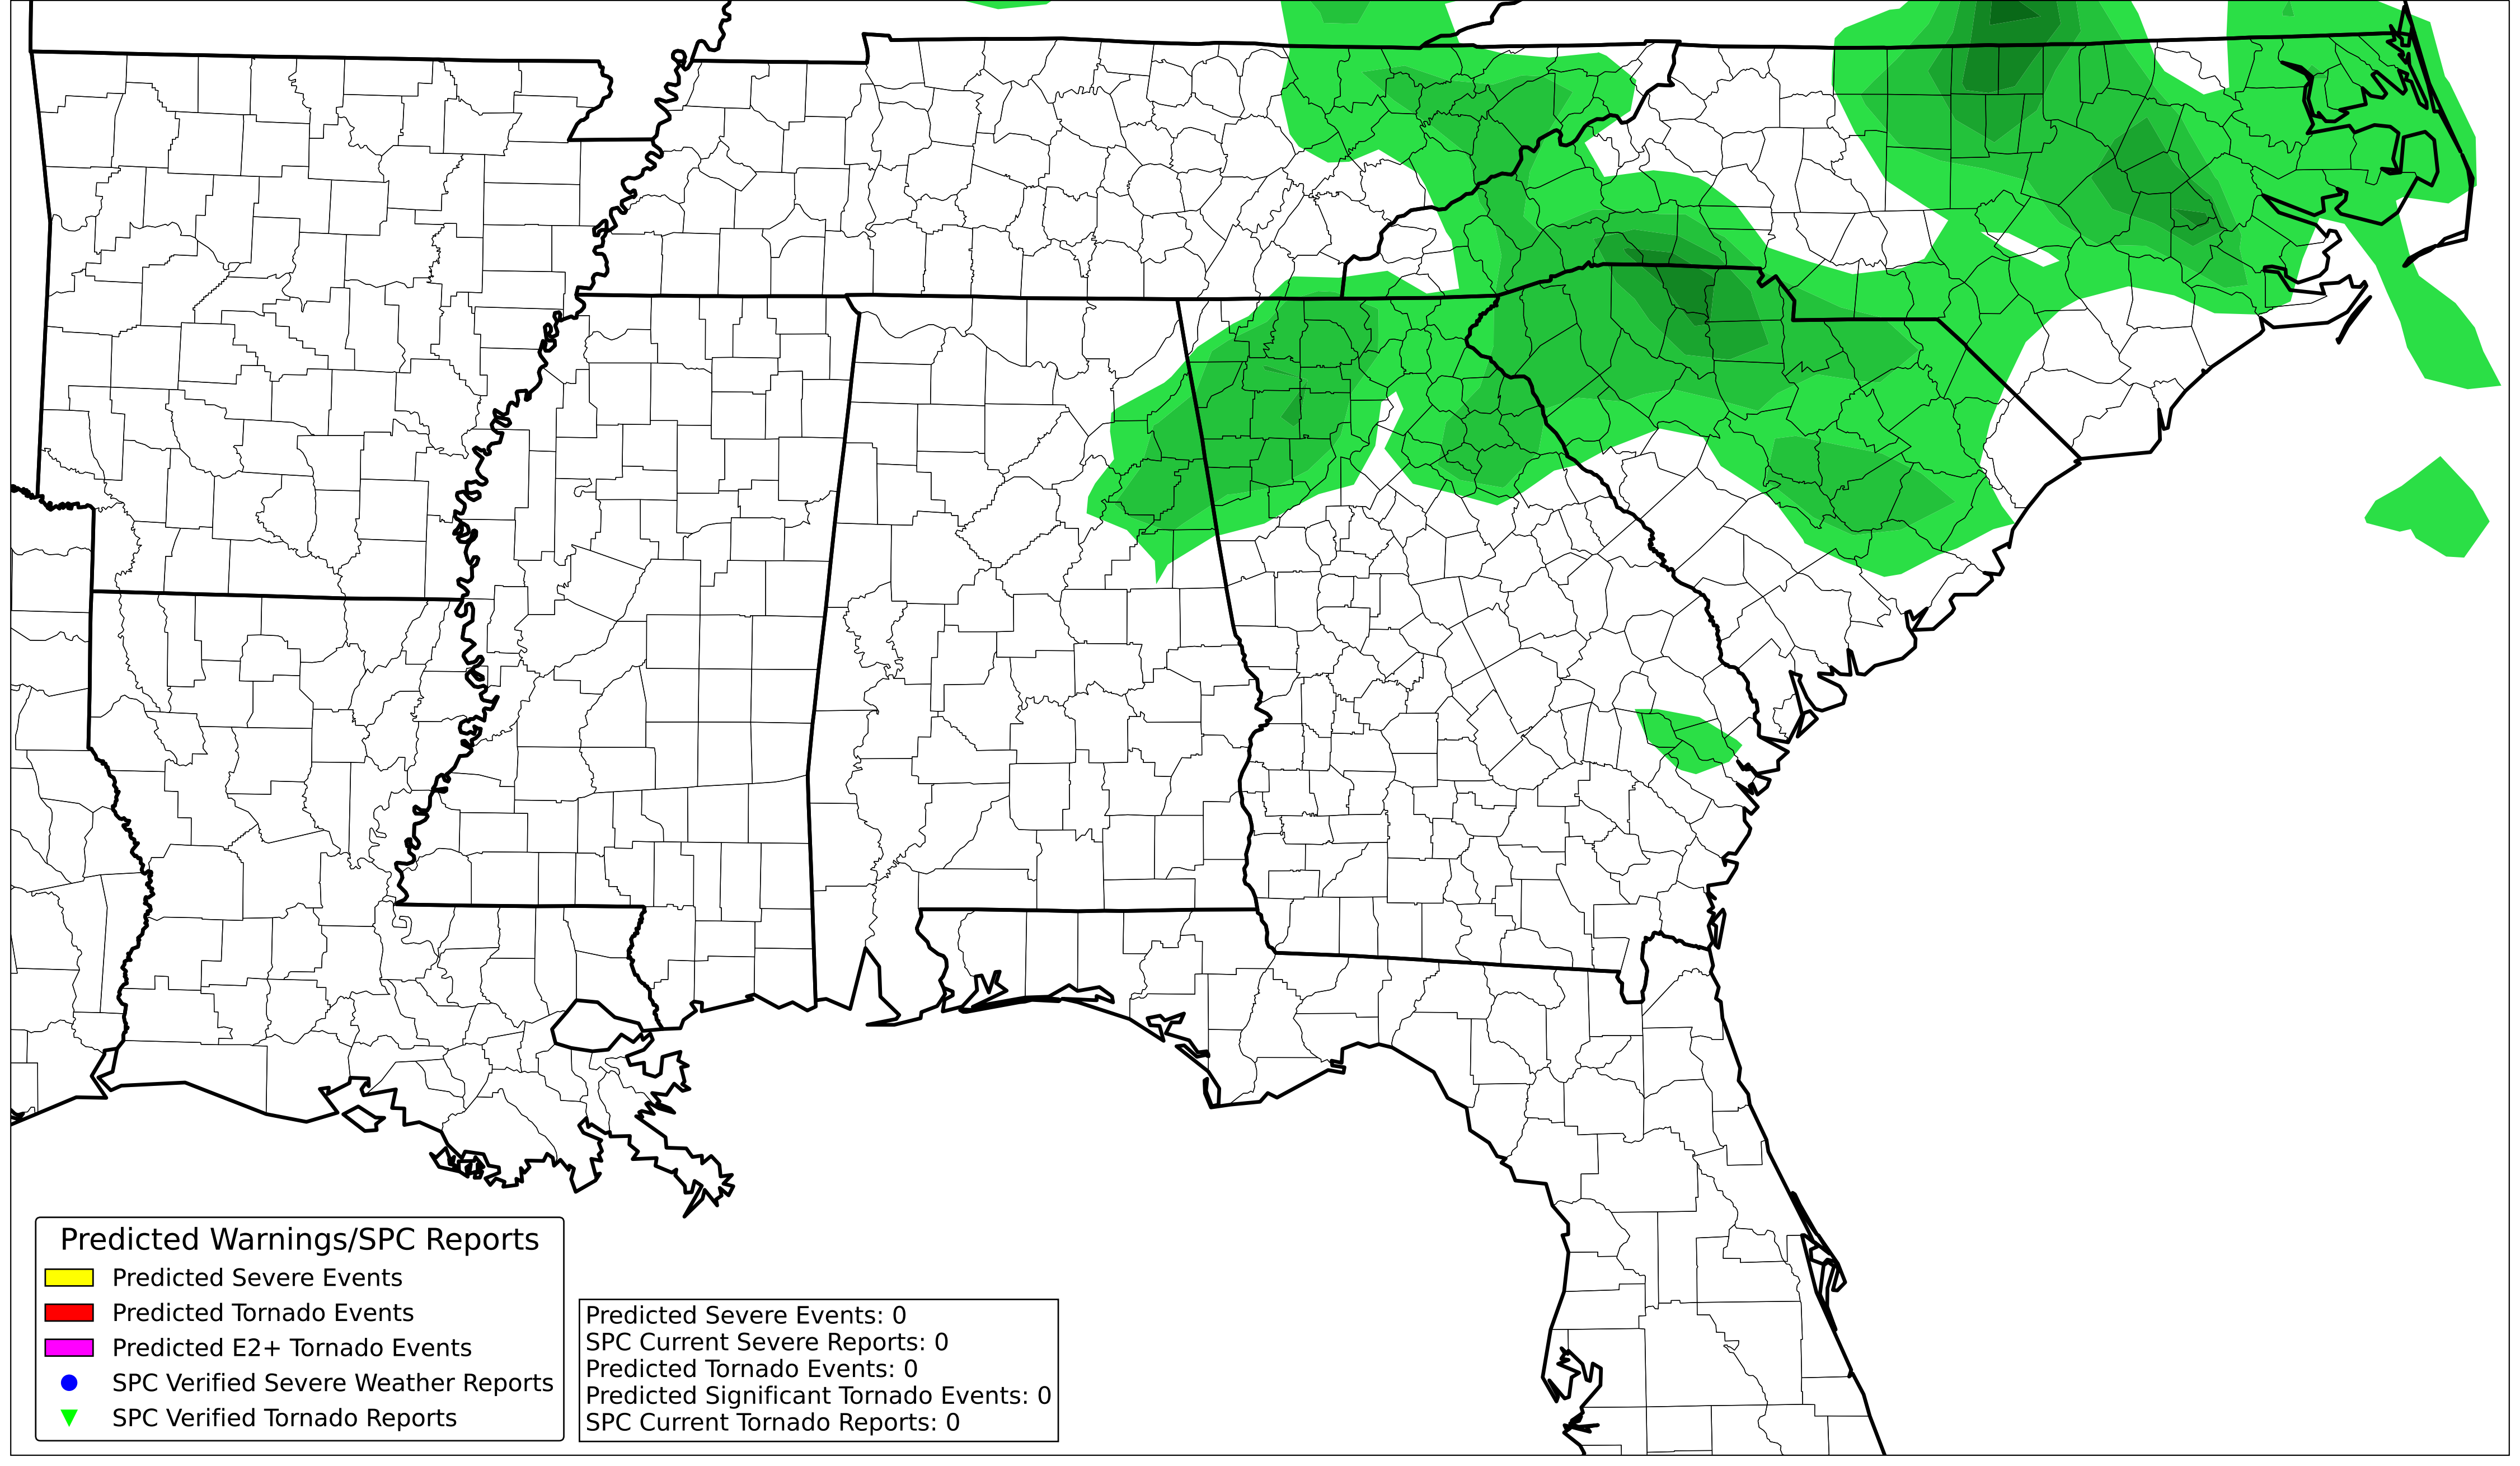 Predicted Warnings/SPC Reports
Predicted Severe Events
Predicted Tornado Events
Predicted E2+ Tornado Events
SPC Verified Severe Weather Reports
SPC Verified Tornado Reports
Predicted Severe Events: 0
SPC Current Severe Reports: 0
Predicted Tornado Events: 0
Predicted Significant Tornado Events: 0
SPC Current Tornado Reports: 0